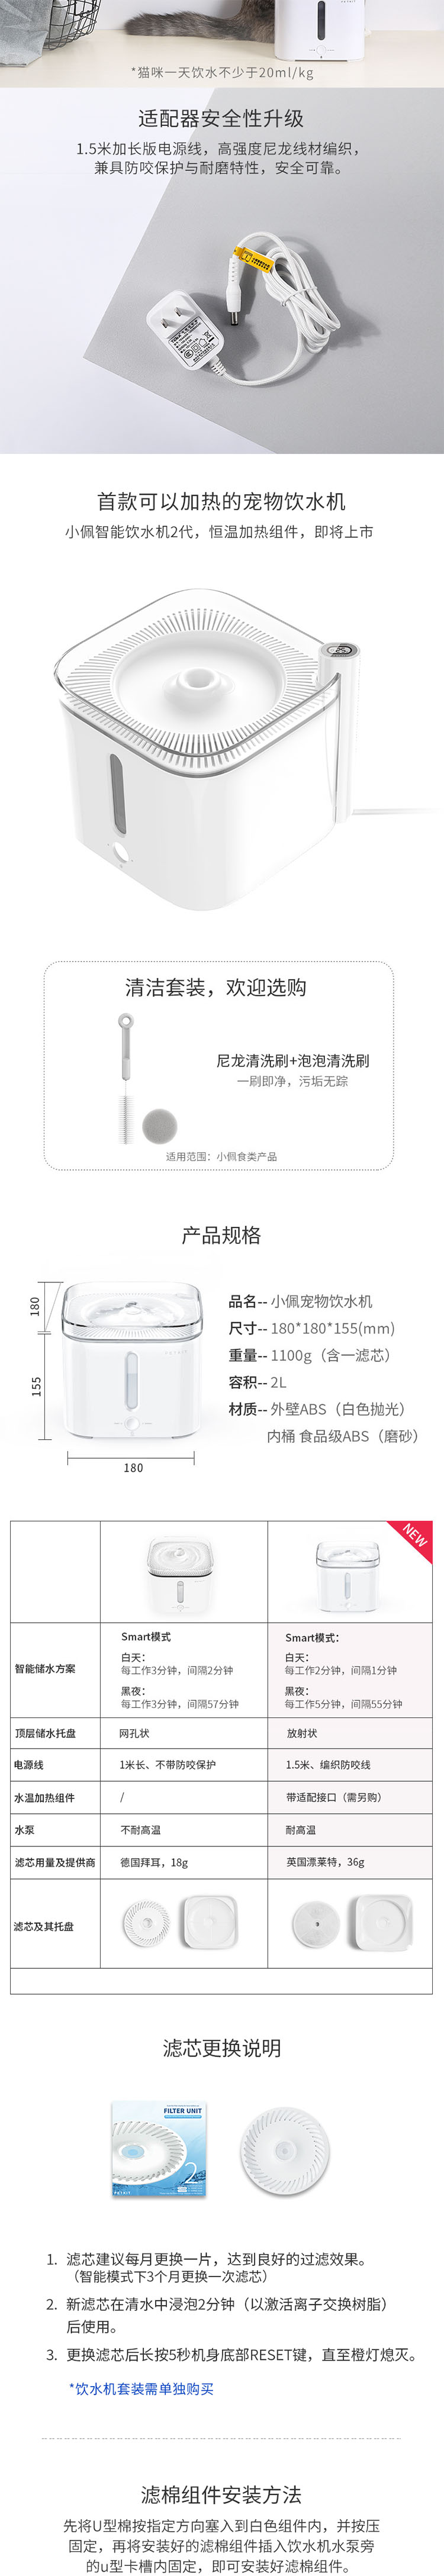 *猫咪一天饮水不少于20ml/kg
适配器安全性升级
1.5米加长版电源线，高强度尼龙线材编织，
兼具防咬保护与耐磨特性，安全可靠。
首款可以加热的宠物饮水机
小佩智能饮水机2代，恒温加热组件，即将上市
清洁套装，欢迎选购
尼龙清洗刷+泡泡清洗刷
一刷即净，污垢无踪
适用范围：小佩食类产品
产品规格
180
155
180
品名-- 小佩宠物饮水机
尺寸-- 180*180*155(mm)
重量-- 1100g（含一滤芯）
容积-- 2L
材质-- 外壁ABS（白色抛光）
内桶 食品级ABS（磨砂）
NEW
智能储水方案
Smart模式
白天：
每工作3分钟，间隔2分钟
黑夜：
每工作3分钟，间隔57分钟
Smart模式：
白天：
每工作2分钟，间隔1分钟
黑夜：
每工作5分钟，间隔55分钟
顶层储水托盘 网孔状 放射状
电源线 1米长、不带防咬保护 1.5米、编织防咬线
水温加热组件 / 带适配接口（需另购）
水泵 不耐高温 耐高温
滤芯用量及提供商 德国拜耳，18g 英国漂莱特，36g
滤芯及其托盘
滤芯更换说明
FILTER UNIT
2
PETKIT
1. 滤芯建议每月更换一片，达到良好的过滤效果。
（智能模式下3个月更换一次滤芯）
2. 新滤芯在清水中浸泡2分钟（以激活离子交换树脂）
后使用。
3. 更换滤芯后长按5秒机身底部RESET键，直至橙灯熄灭。
*饮水机套装需单独购买
滤棉组件安装方法
先将U型棉按指定方向塞入到白色组件内，并按压
固定，再将安装好的滤棉组件插入饮水机水泵旁
的u型卡槽内固定，即可安装好滤棉组件。